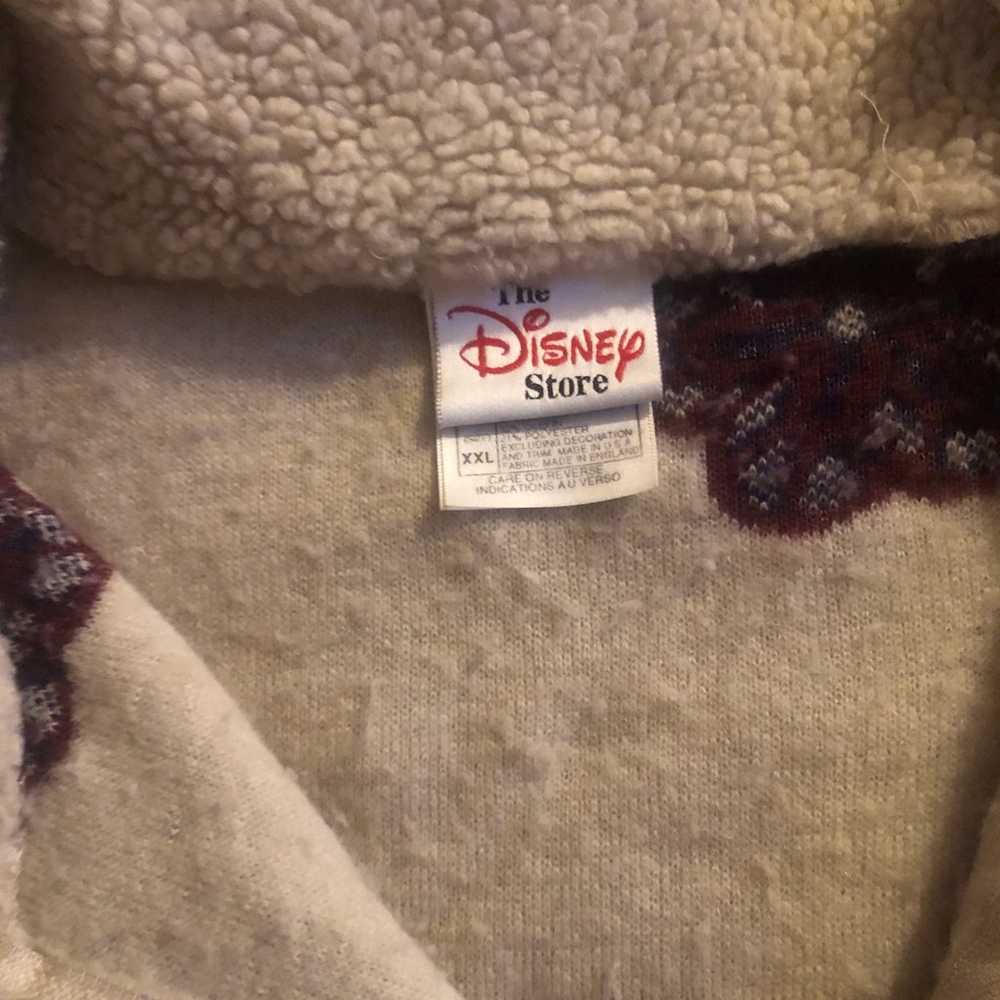 The
Disney
Store
XXL
21% POLYESTER
EXCLUDING DECORATION
AND TRIM. MADE IN U.S.A.
FABRIC MADE IN ENGLAND
CARE ON REVERSE
INDICATIONS AU VERSO